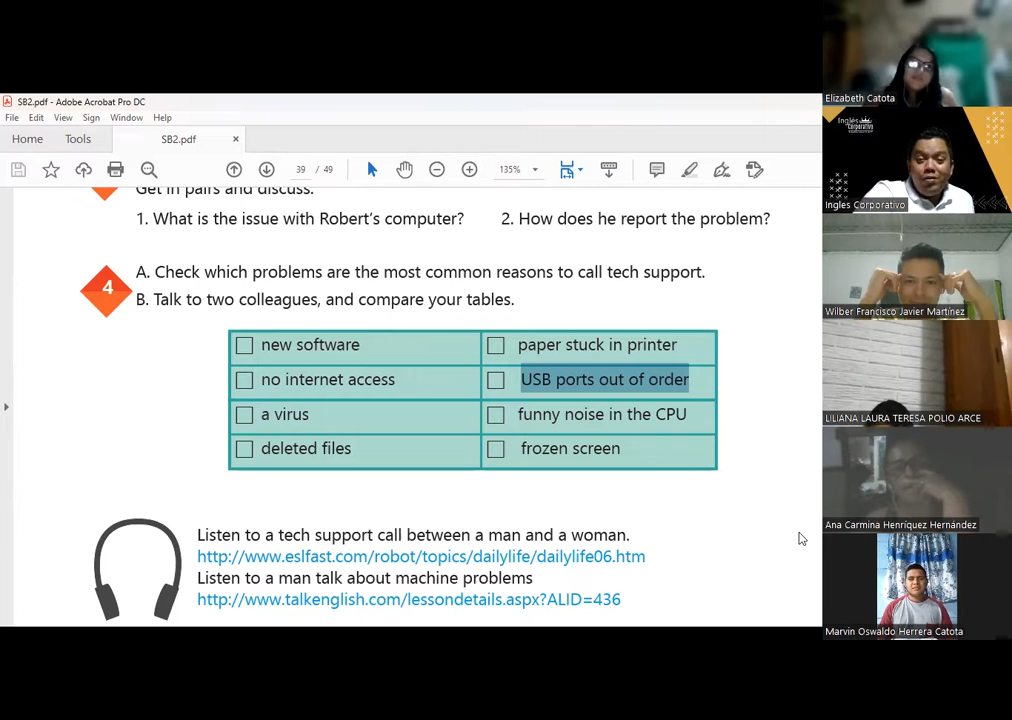 SB2.pdf - Adobe Acrobat Pro DC
File Edit View Sign Window Help
Home Tools SB2.pdf ×
39 / 49 135%
Get in pairs and discuss.
1. What is the issue with Robert's computer? 2. How does he report the problem?
4
A. Check which problems are the most common reasons to call tech support.
B. Talk to two colleagues, and compare your tables.
new software paper stuck in printer
no internet access USB ports out of order
a virus funny noise in the CPU
deleted files frozen screen
Listen to a tech support call between a man and a woman.
http://www.eslfast.com/robot/topics/dailylife/dailylife06.htm
Listen to a man talk about machine problems
http://www.talkenglish.com/lessondetails.aspx?ALID=436
Elizabeth Catota
Inglés
Corporativo
Ingles Corporativo
Wilber Francisco Javier Martínez
LILIANA LAURA TERESA POLIO ARCE
Ana Carmina Henríquez Hernández
Marvin Oswaldo Herrera Catota